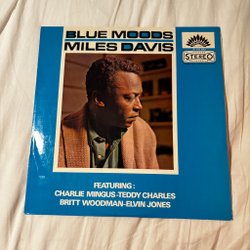 BLUE MOODS
MILES DAVIS
STEREO
FEATURING:
CHARLIE MINGUS-TEDDY CHARLES
BRITT WOODMAN-ELVIN JONES